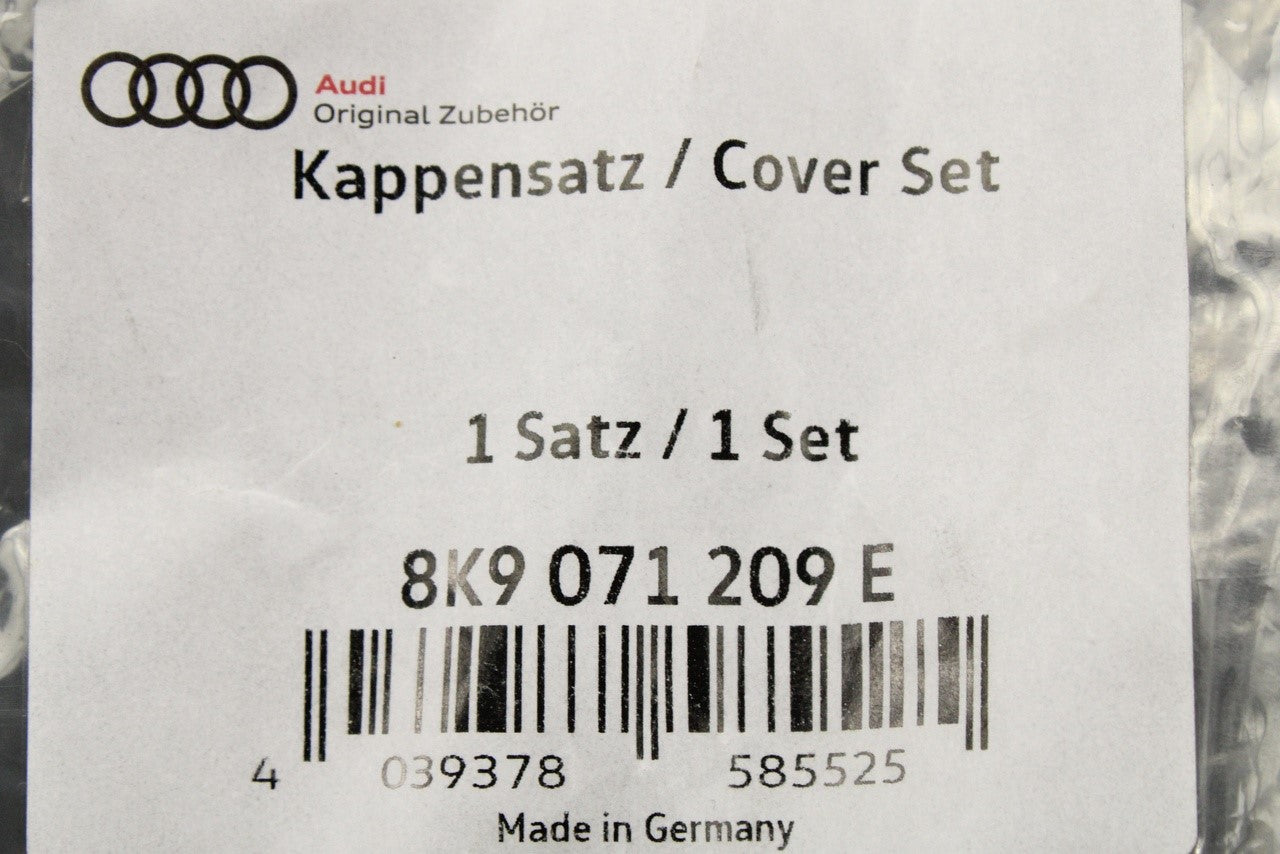 Audi
Original Zubehör
Kappensatz / Cover Set
1 Satz / 1 Set
8K9 071 209 E
4 039378 585525
Made in Germany